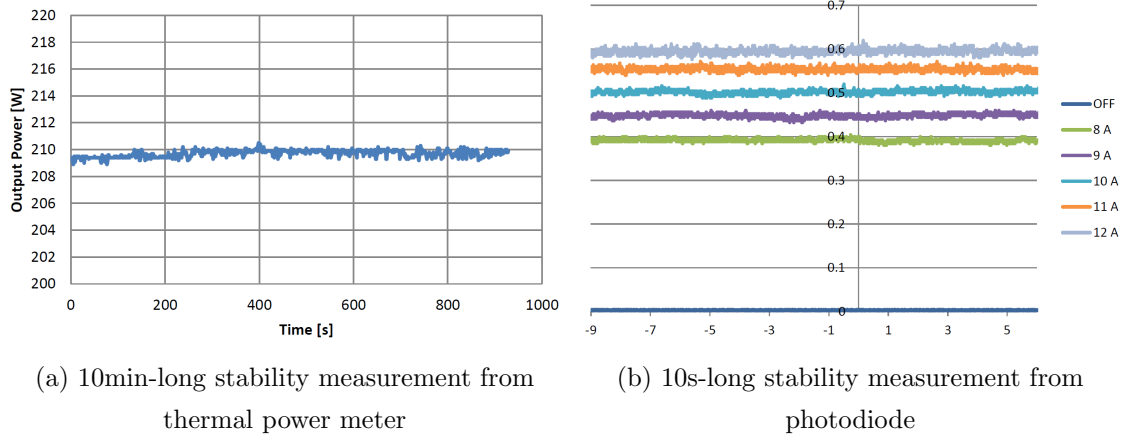 220
218
216
214
212
210
208
206
204
202
200
Output Power [W]
0 200 400 600 800 1000
Time [s]
(a) 10min-long stability measurement from
thermal power meter
0.7
0.6
0.5
0.4
0.3
0.2
0.1
0
-9 -7 -5 -3 -1 1 3 5
OFF
8 A
9 A
10 A
11 A
12 A
(b) 10s-long stability measurement from
photodiode